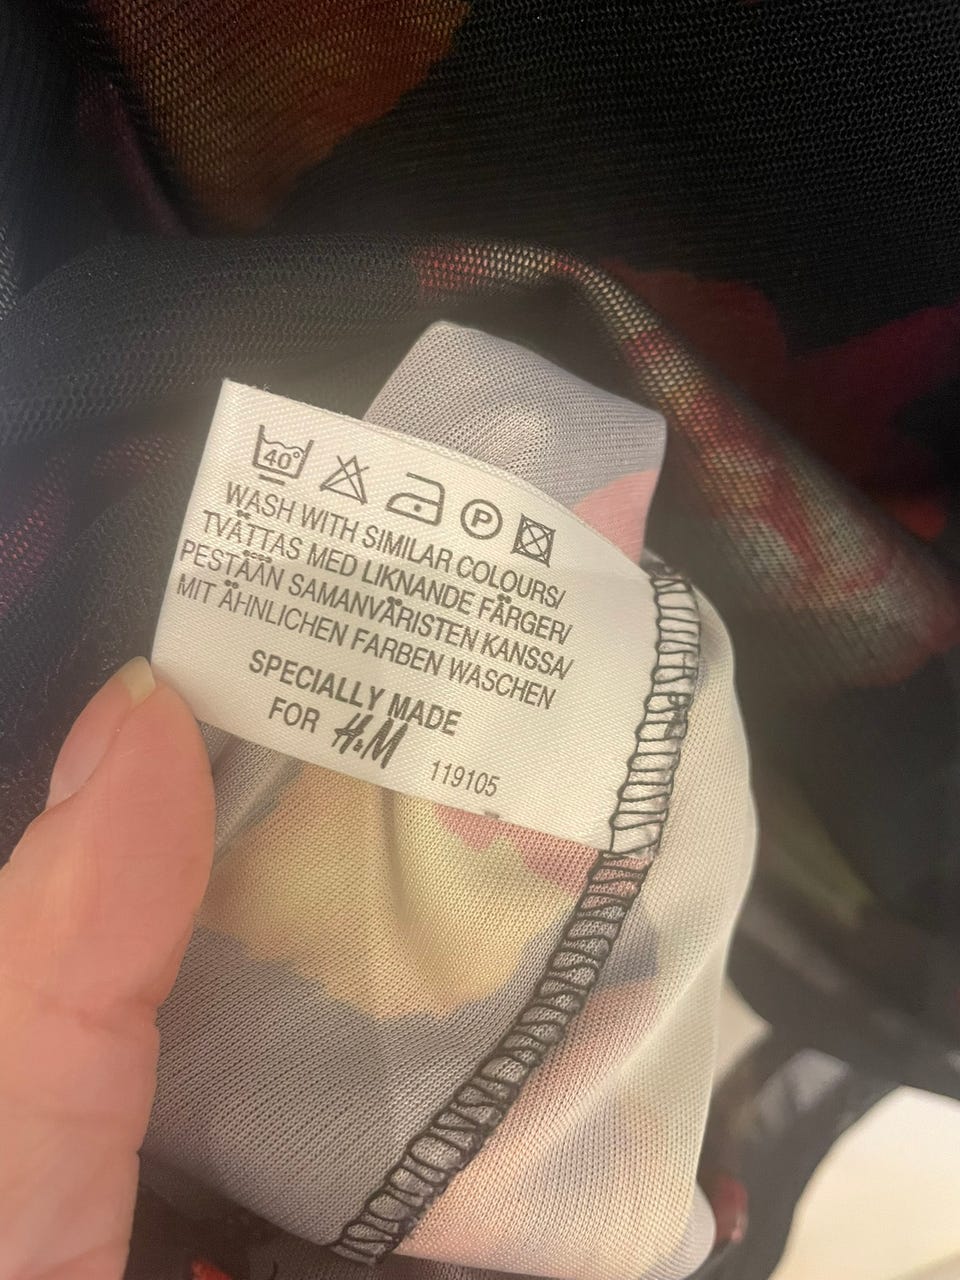 40°
P
WASH WITH SIMILAR COLOURS/
TVÄTTAS MED LIKNANDE FÄRGER/
PESTÄÄN SAMANVÄRISTEN KANSSA/
MIT ÄHNLICHEN FARBEN WASCHEN
SPECIALLY MADE
FOR H&M
119105